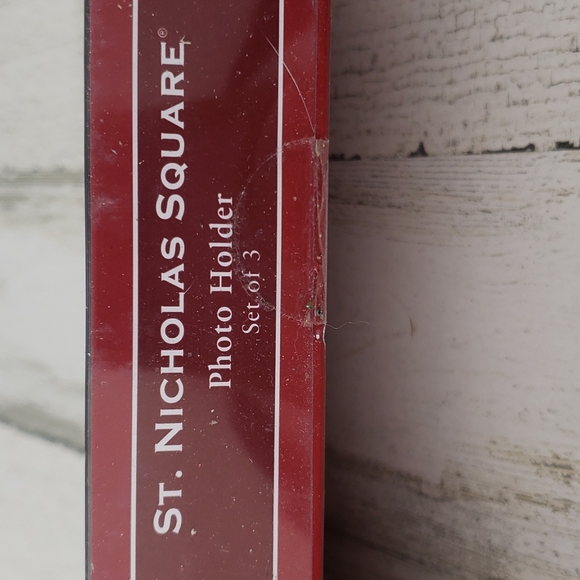 ST. NICHOLAS SQUARE®
Photo Holder
Set of 3